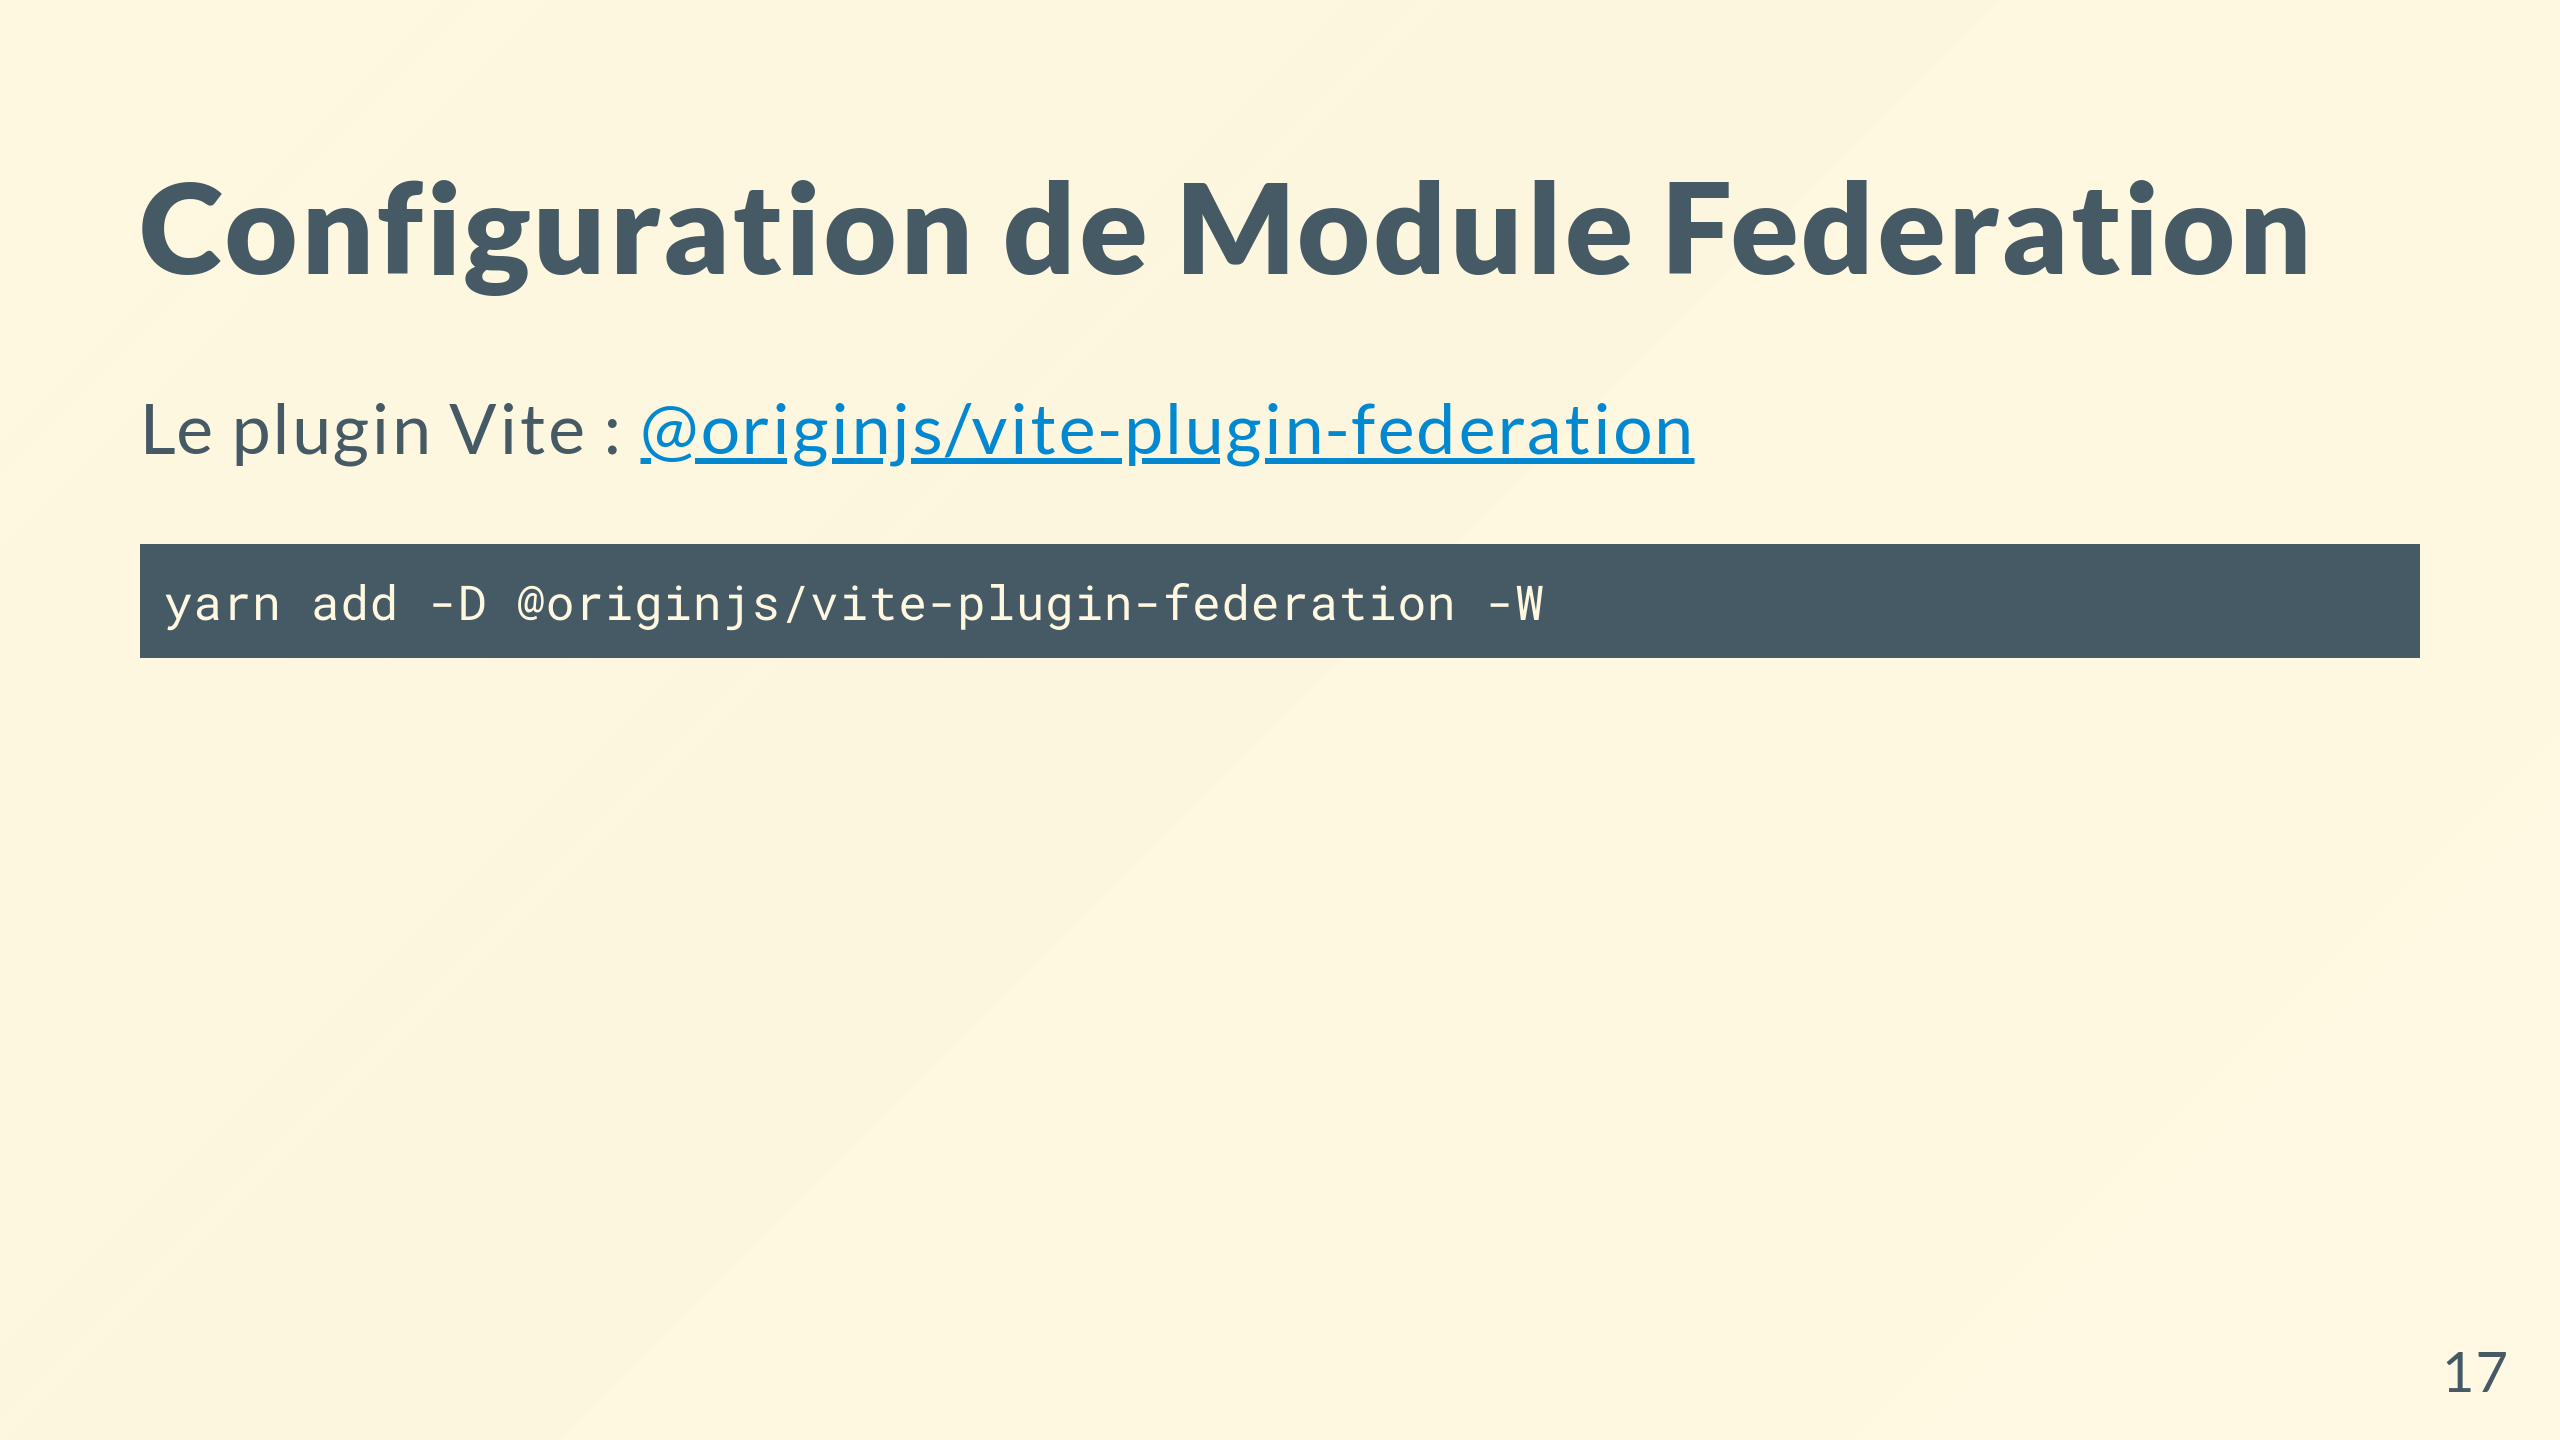 Configuration de Module Federation
Le plugin Vite : @originjs/vite-plugin-federation
yarn add -D @originjs/vite-plugin-federation -W
17